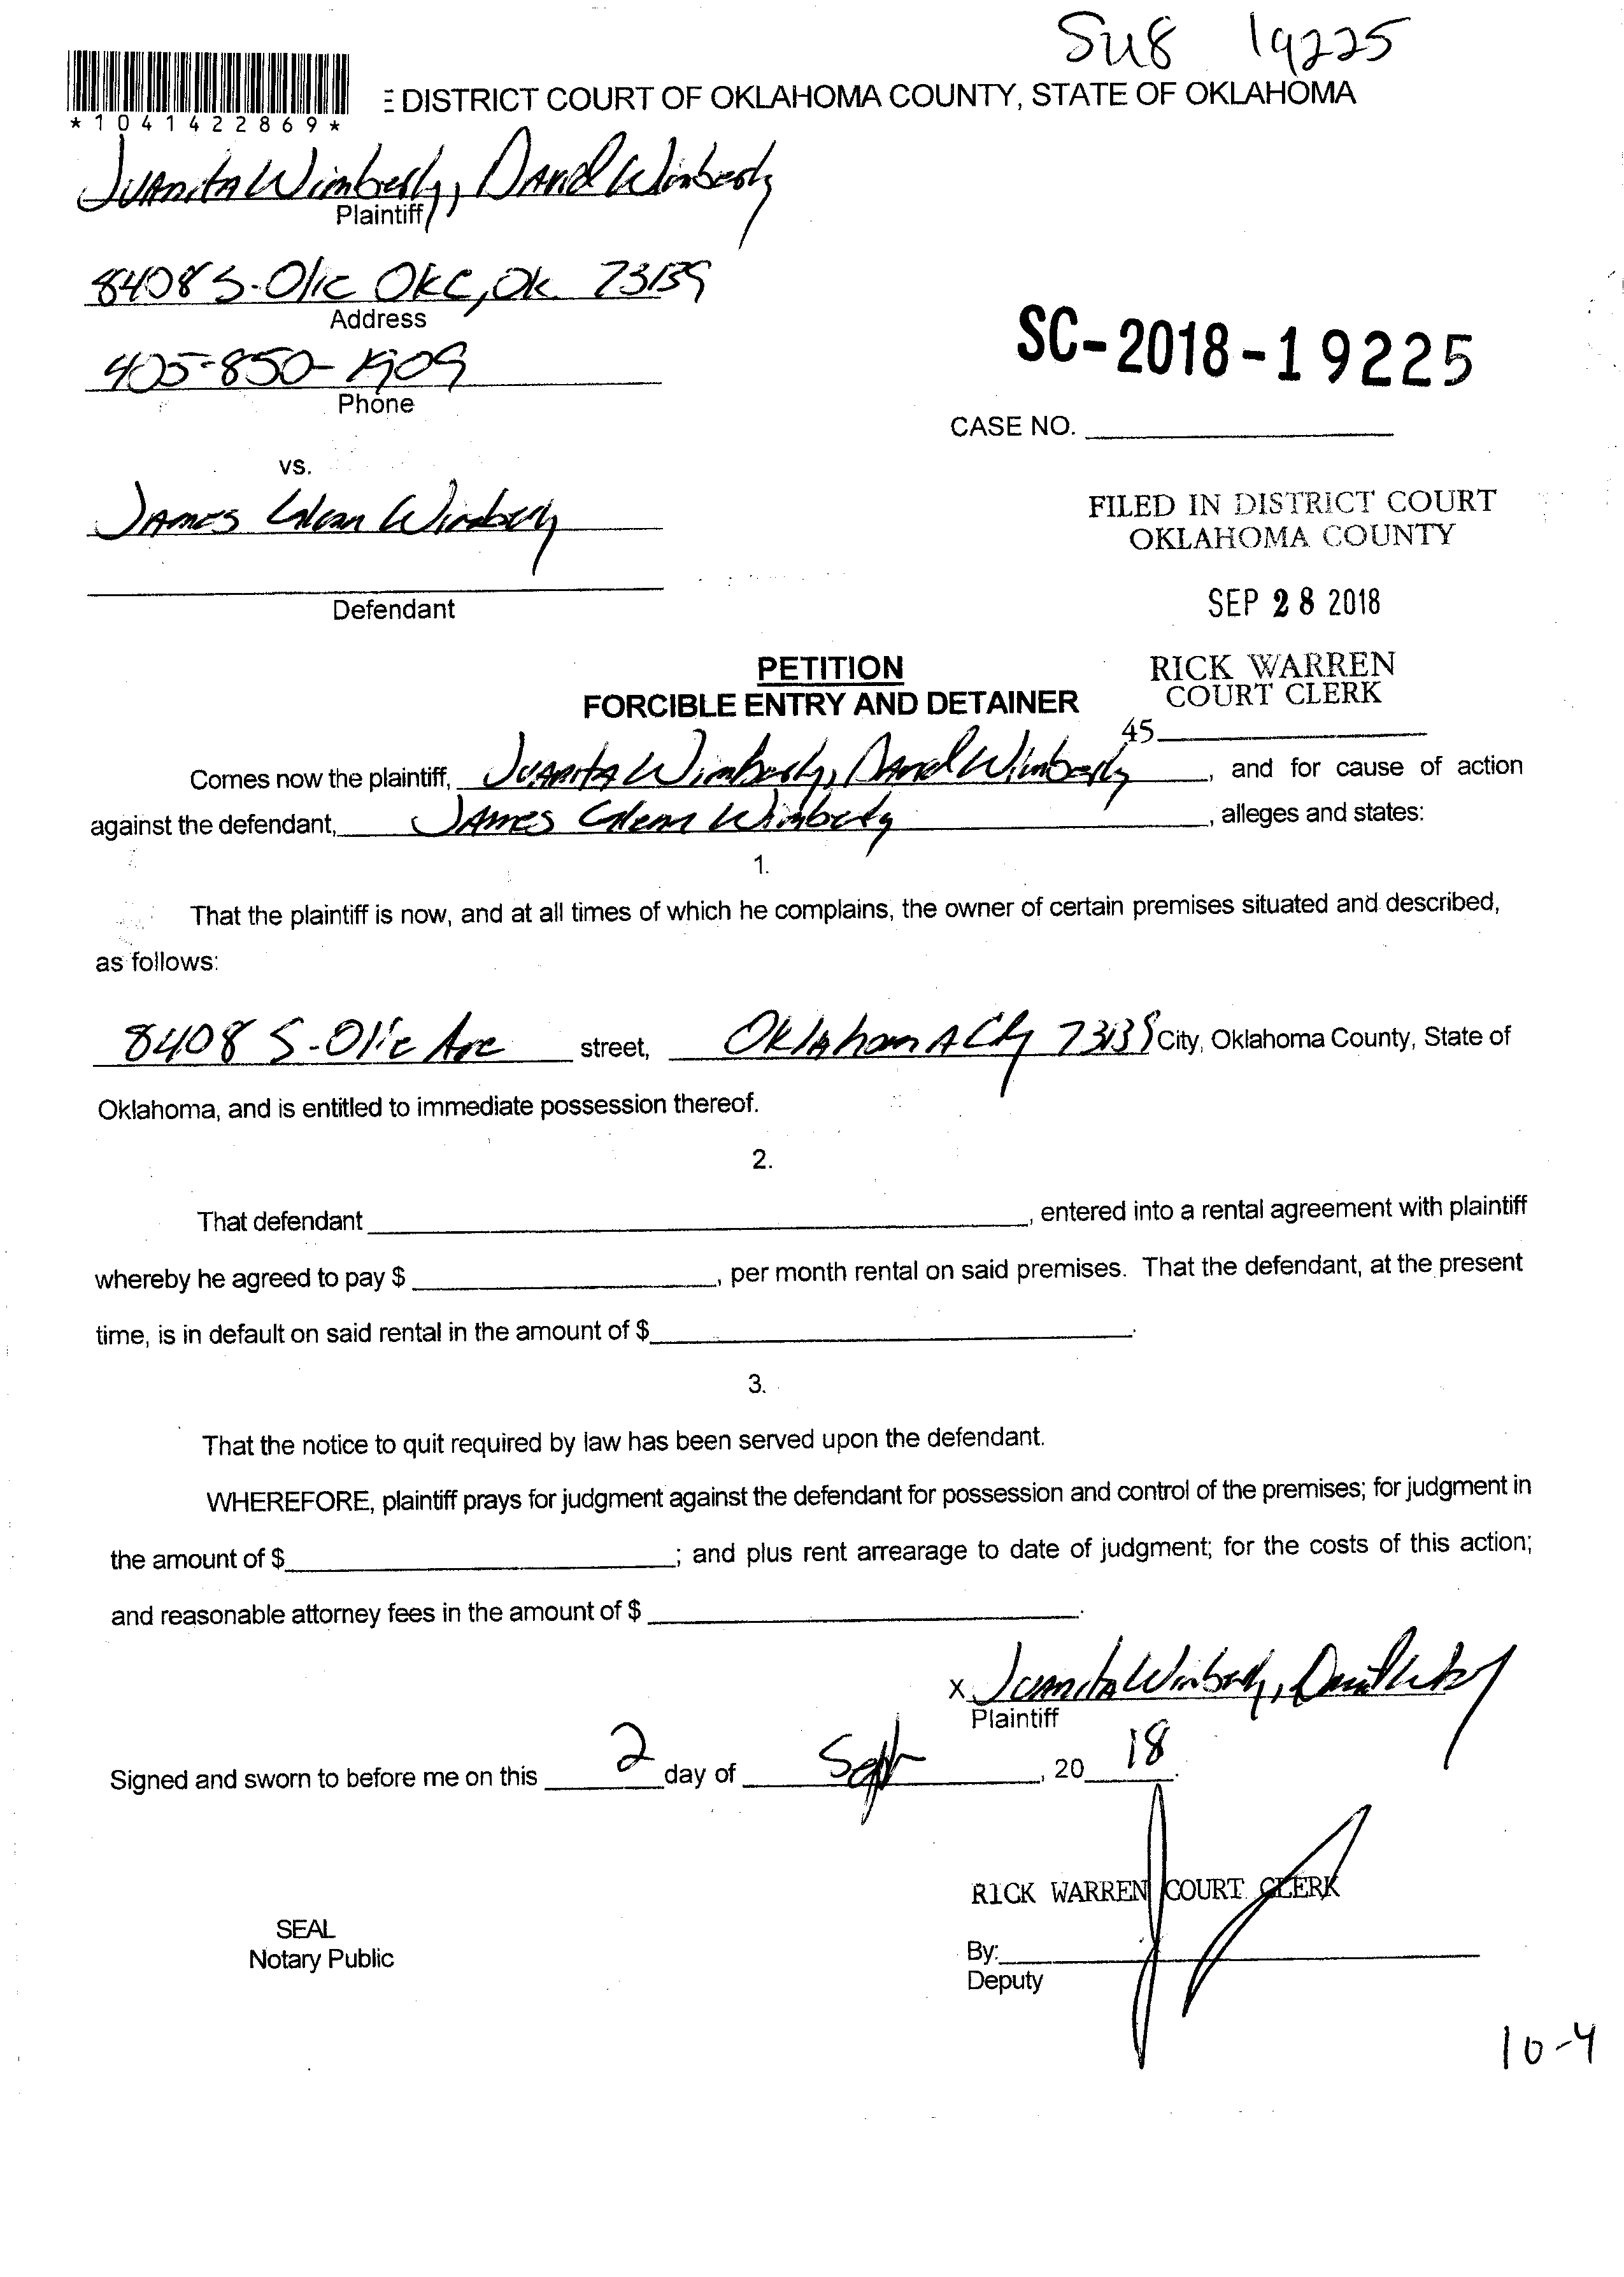 SU8 19225
*1041422869*
E DISTRICT COURT OF OKLAHOMA COUNTY, STATE OF OKLAHOMA
Juanita Wimberly, David Wimberly
Plaintiff
8408 S. Olie OKC, Ok. 73139
Address
405-850-1909
Phone
SC-2018-19225
CASE NO.
vs.
James Glenn Wimberly
Defendant
FILED IN DISTRICT COURT
OKLAHOMA COUNTY
SEP 28 2018
RICK WARREN
COURT CLERK
45
PETITION
FORCIBLE ENTRY AND DETAINER
Comes now the plaintiff, Juanita Wimberly, David Wimberly, and for cause of action
against the defendant, James Glenn Wimberly, alleges and states:
1.
That the plaintiff is now, and at all times of which he complains, the owner of certain premises situated and described,
as follows:
8408 S. Olie Ave street, Oklahoma City 73139 City, Oklahoma County, State of
Oklahoma, and is entitled to immediate possession thereof.
2.
That defendant , entered into a rental agreement with plaintiff
whereby he agreed to pay $ , per month rental on said premises. That the defendant, at the present
time, is in default on said rental in the amount of $ .
3.
That the notice to quit required by law has been served upon the defendant.
WHEREFORE, plaintiff prays for judgment against the defendant for possession and control of the premises; for judgment in
the amount of $ ; and plus rent arrearage to date of judgment; for the costs of this action;
and reasonable attorney fees in the amount of $ .
x Juanita Wimberly,
Plaintiff
Signed and sworn to before me on this 2 day of Sept, 20 18.
RICK WARREN COURT CLERK
SEAL
Notary Public
By:
Deputy
10-4